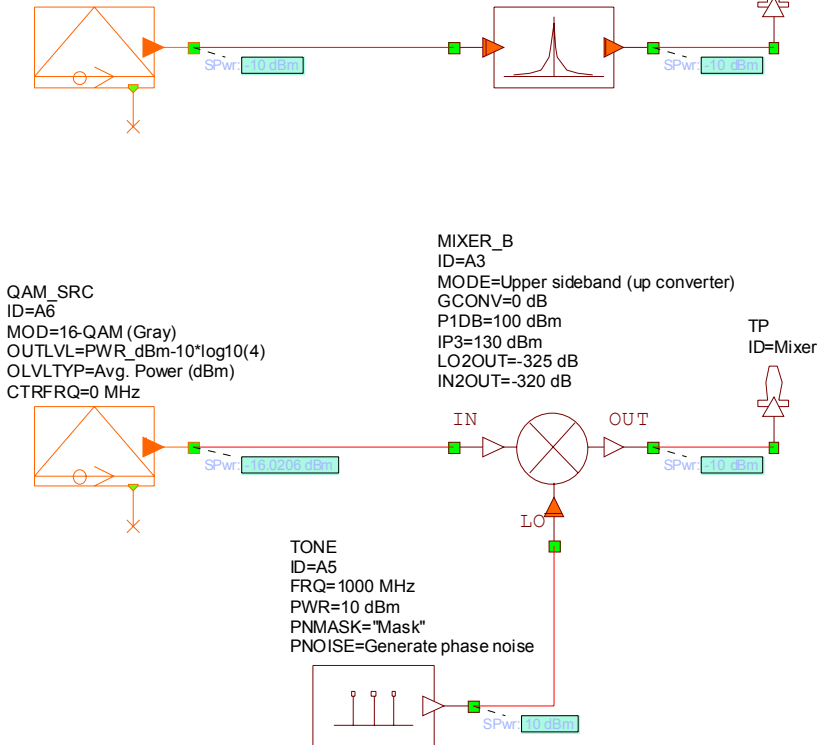 SPwr: -10 dBm
SPwr: -10 dBm
MIXER_B
ID=A3
MODE=Upper sideband (up converter)
GCONV=0 dB
P1DB=100 dBm
IP3=130 dBm
LO2OUT=-325 dB
IN2OUT=-320 dB
QAM_SRC
ID=A6
MOD=16-QAM (Gray)
OUTLVL=PWR_dBm-10*log10(4)
OLVLTYP=Avg. Power (dBm)
CTRFRQ=0 MHz
TP
ID=Mixer
IN
OUT
SPwr: -16.0206 dBm
SPwr: -10 dBm
LO
TONE
ID=A5
FRQ=1000 MHz
PWR=10 dBm
PNMASK="Mask"
PNOISE=Generate phase noise
SPwr: 10 dBm